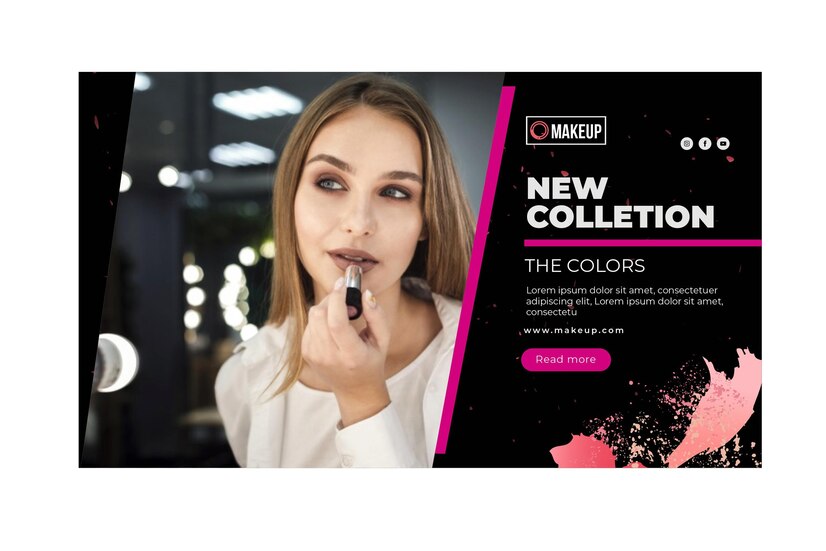 MAKEUP
NEW
COLLETION
THE COLORS
Lorem ipsum dolor sit amet, consectetuer
adipiscing elit, Lorem ipsum dolor sit amet,
consectetu
www.makeup.com
Read more